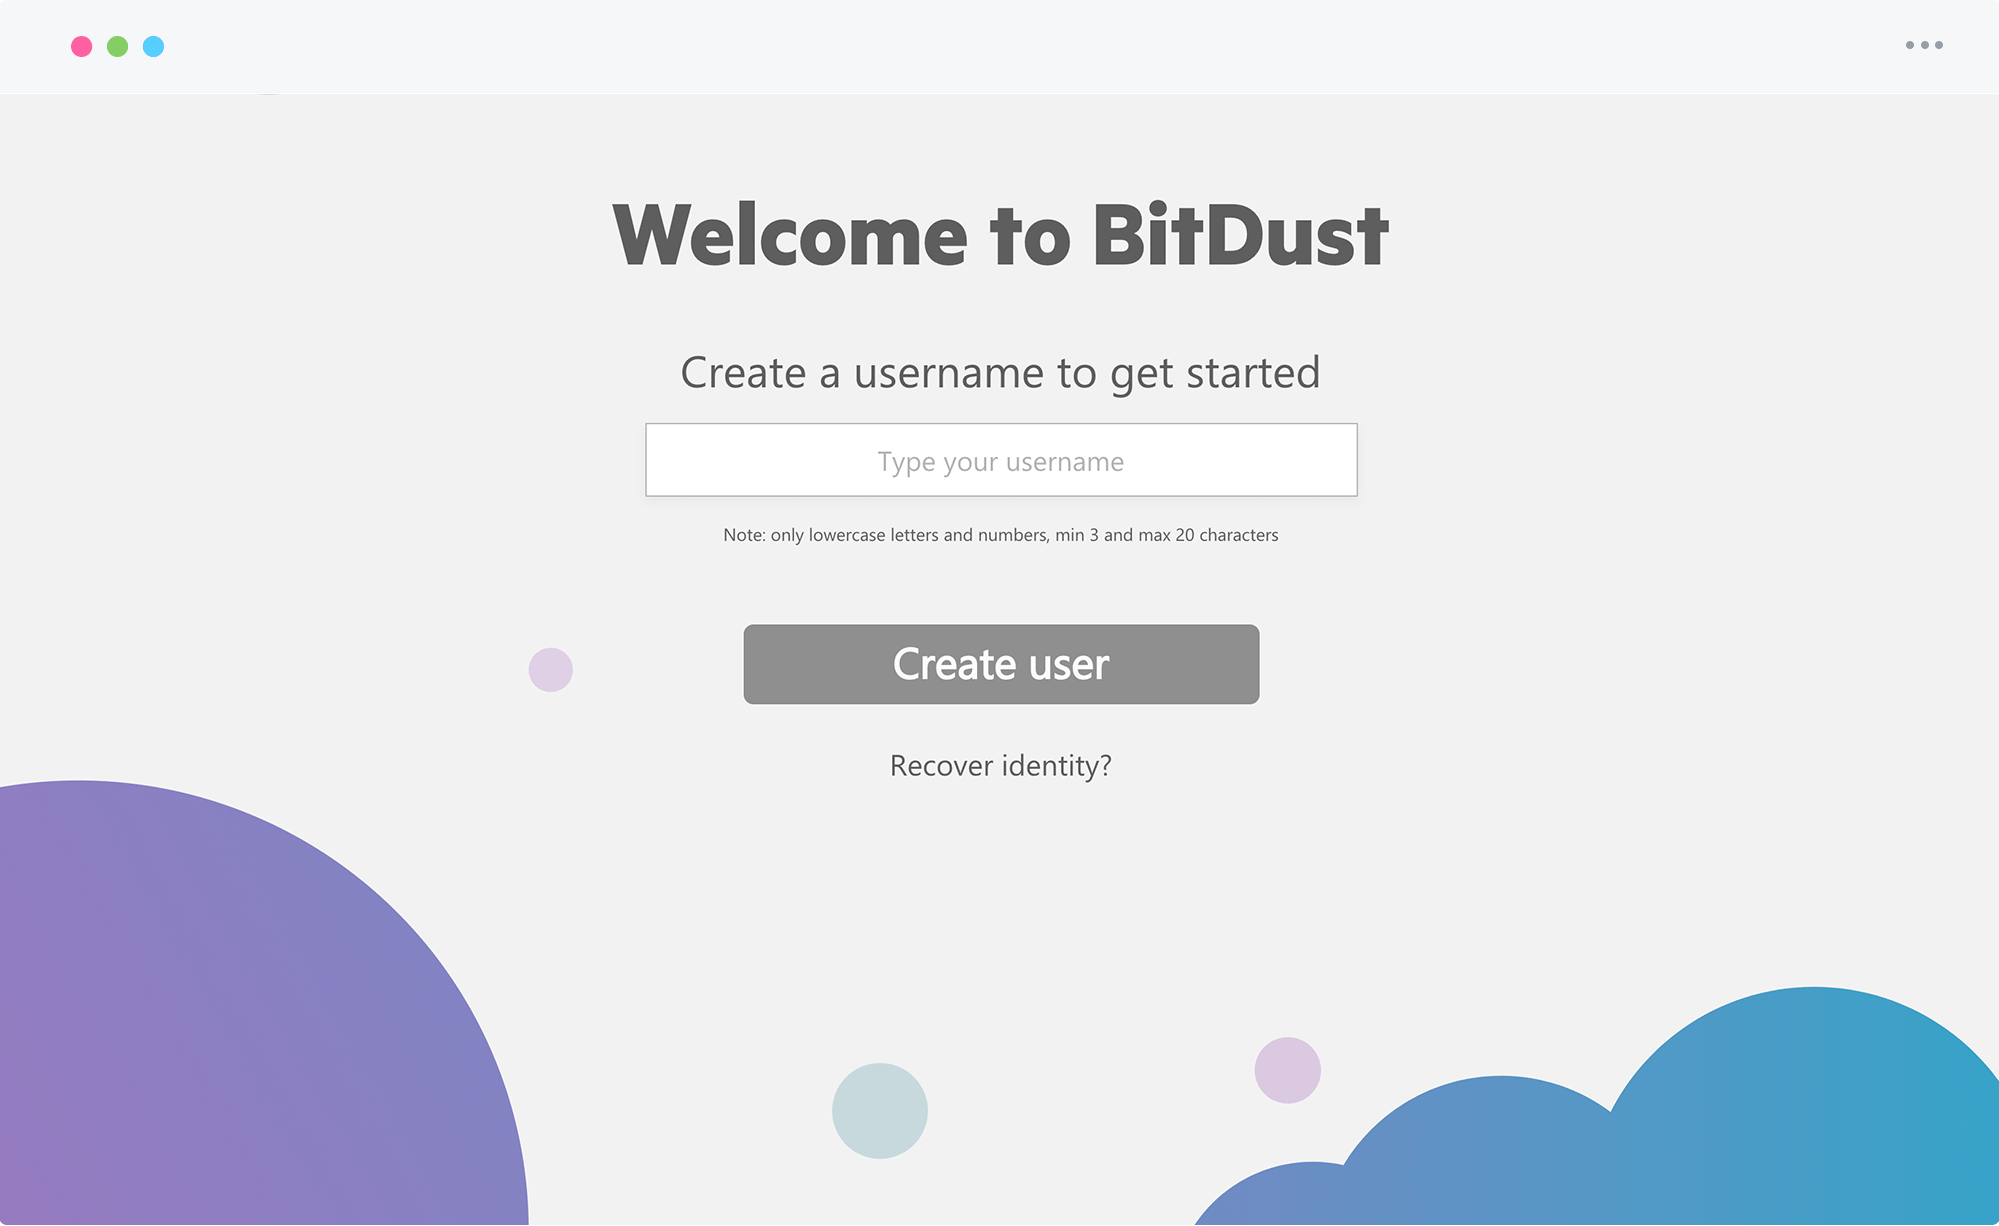 Welcome to BitDust
Create a username to get started
Type your username
Note: only lowercase letters and numbers, min 3 and max 20 characters
Create user
Recover identity?